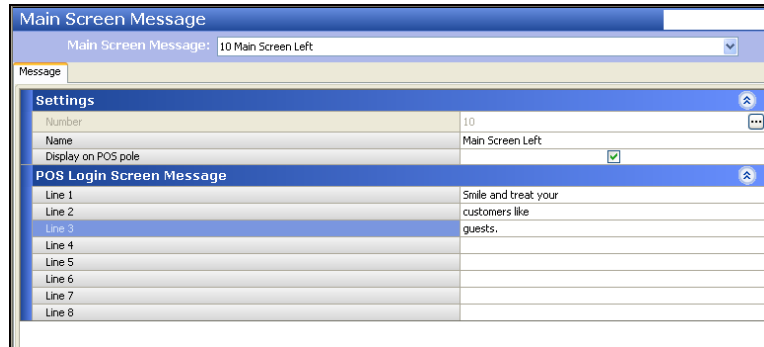 Main Screen Message
Main Screen Message: 10 Main Screen Left
Message
Settings
Number 10
Name Main Screen Left
Display on POS pole
POS Login Screen Message
Line 1 Smile and treat your
Line 2 customers like
Line 3 guests.
Line 4
Line 5
Line 6
Line 7
Line 8